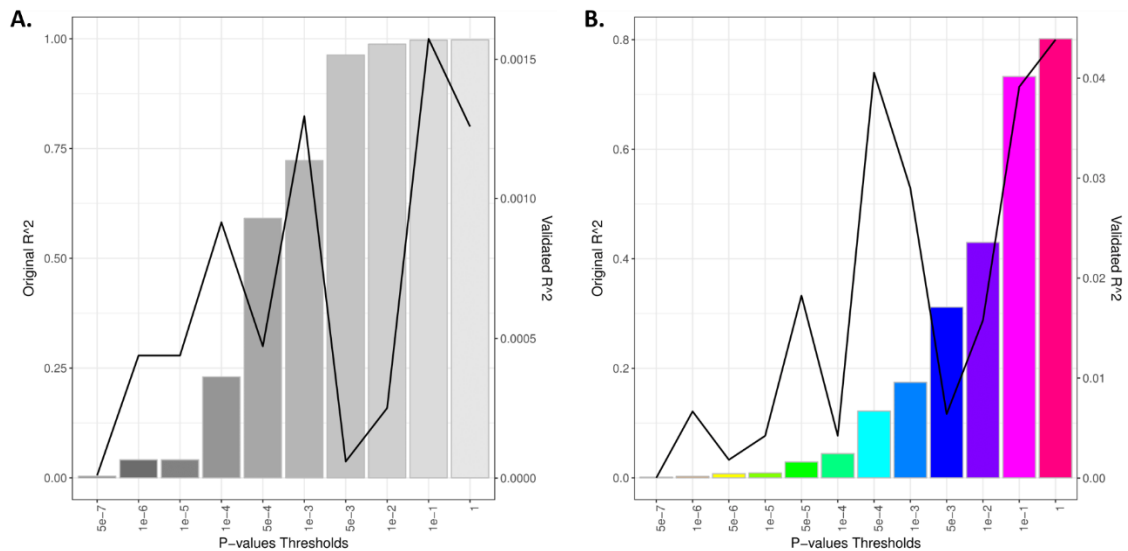 A.
1.00
0.75
0.50
0.25
0.00
Original R^2
0.0015
0.0010
0.0005
0.0000
Validated R^2
5e−7
1e−6
1e−5
1e−4
5e−4
1e−3
5e−3
1e−2
1e−1
1
P−values Thresholds
B.
0.8
0.6
0.4
0.2
0.0
Original R^2
0.04
0.03
0.02
0.01
0.00
Validated R^2
5e−7
1e−6
5e−6
1e−5
5e−5
1e−4
5e−4
1e−3
5e−3
1e−2
1e−1
1
P−values Thresholds